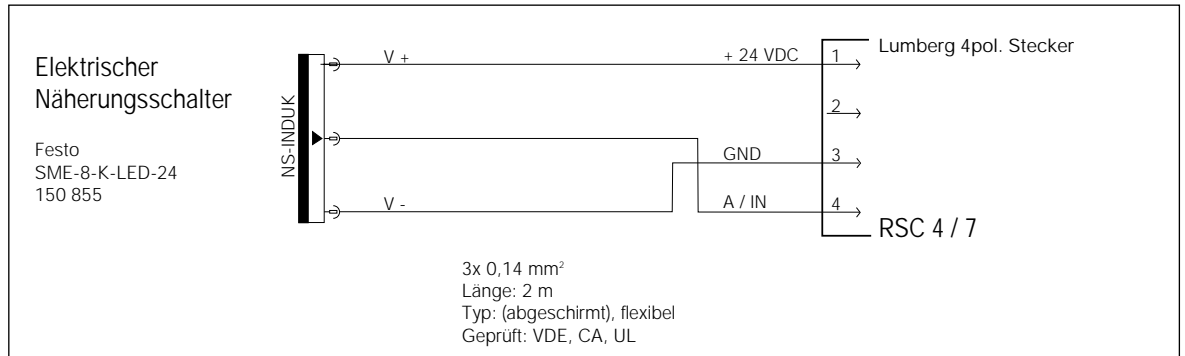 Elektrischer
Näherungsschalter
Festo
SME-8-K-LED-24
150 855
NS-INDUK
V +
V -
+ 24 VDC
GND
A / IN
1
2
3
4
Lumberg 4pol. Stecker
RSC 4 / 7
3x 0,14 mm²
Länge: 2 m
Typ: (abgeschirmt), flexibel
Geprüft: VDE, CA, UL